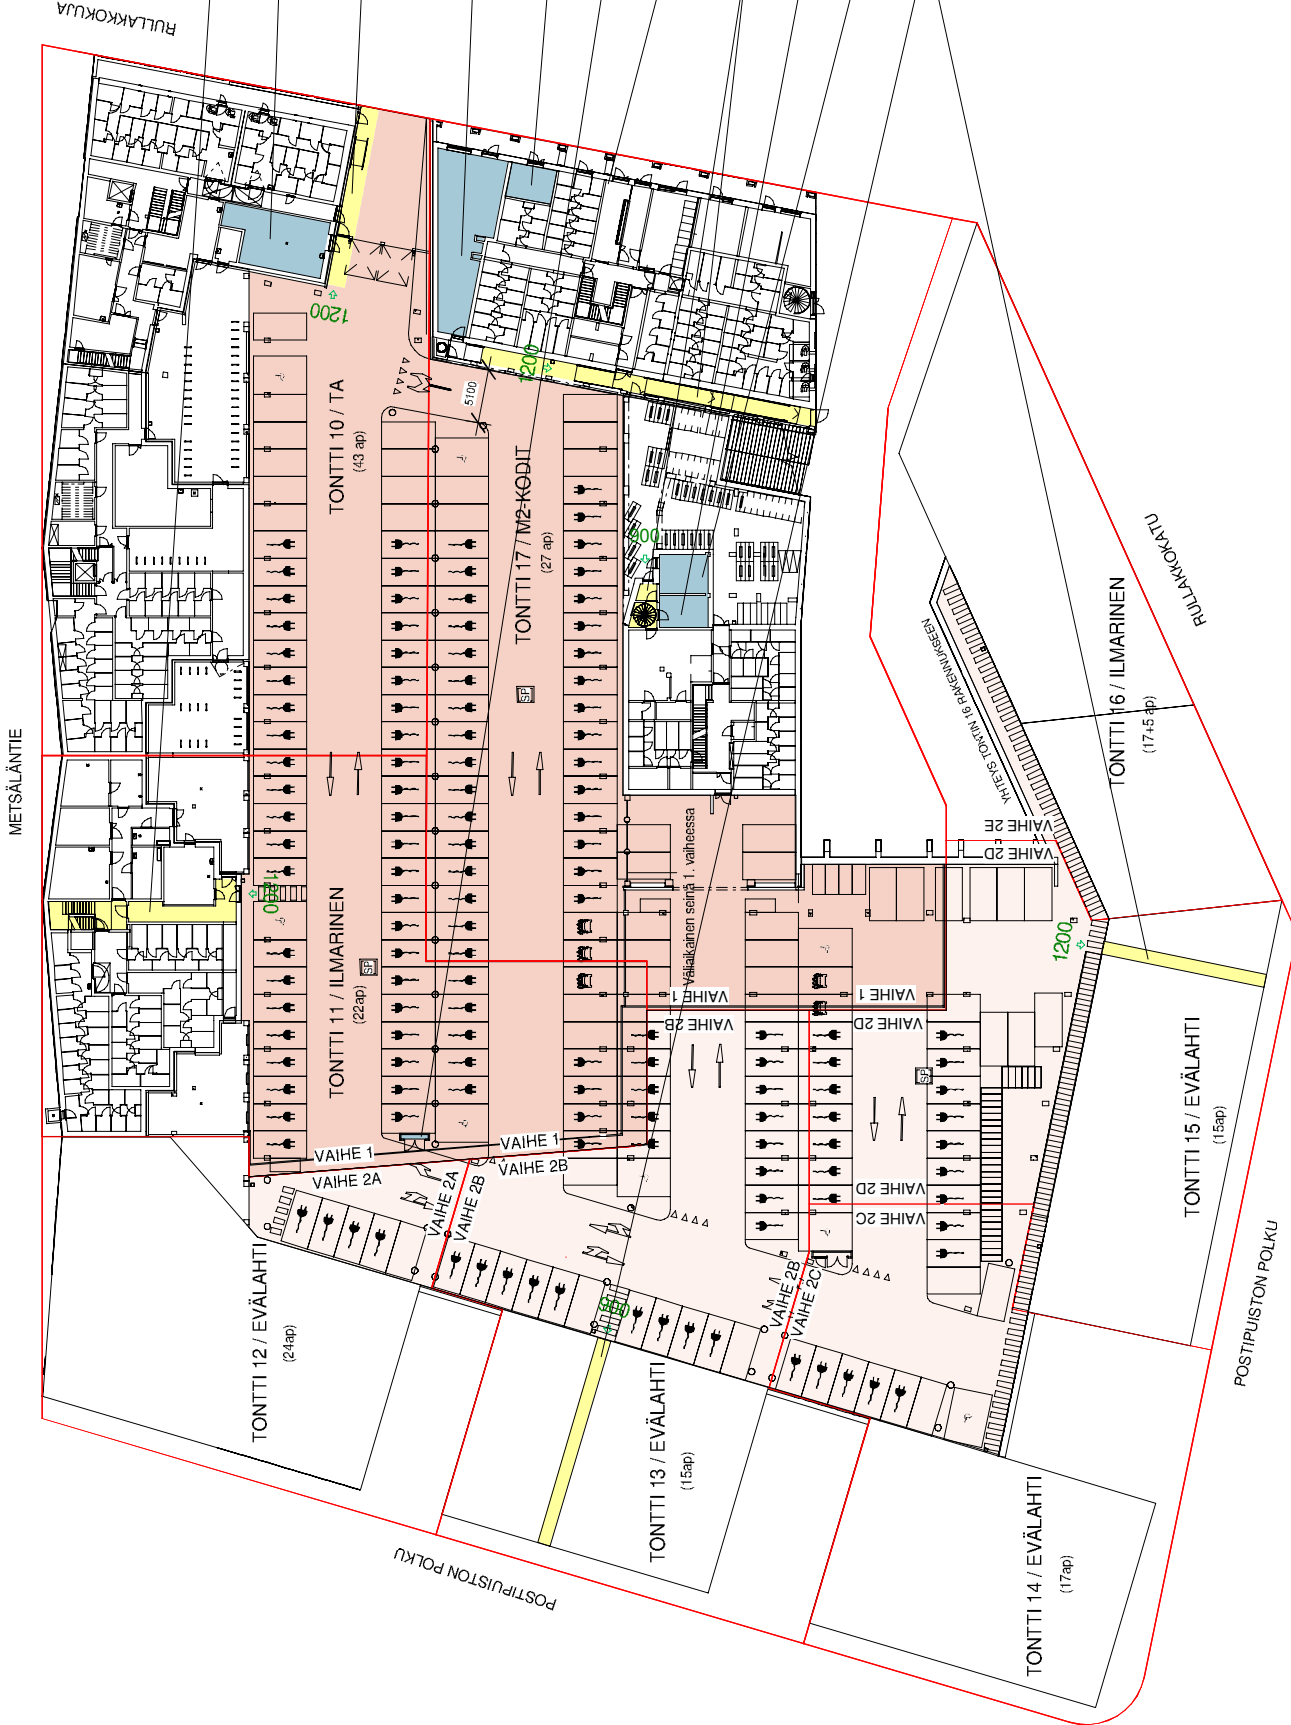 RULLAKKOKUJA
METSÄLÄNTIE
1200
TONTTI 10 / TA
(43 ap)
5100
1200
TONTTI 17 / M2-KODIT
(27 ap)
900
SP
RULLAKKOKATU
TONTTI 16 / ILMARINEN
(17+5 ap)
YHTEYS TONTIN 16 RAKENNUKSEEN
VAIHE 2E
VAIHE 2D
1200
TONTTI 11 / ILMARINEN
(22ap)
SP
Väliaikainen seinä 1. vaiheessa
VAIHE 1
VAIHE 2B
VAIHE 1
VAIHE 2D
1200
SP
TONTTI 15 / EVÄLAHTI
(15ap)
VAIHE 1
VAIHE 2A
VAIHE 1
VAIHE 2B
VAIHE 2A
VAIHE 2B
VAIHE 2D
VAIHE 2C
VAIHE 2B
VAIHE 2C
TONTTI 12 / EVÄLAHTI
(24ap)
900
TONTTI 13 / EVÄLAHTI
(15ap)
POSTIPUISTON POLKU
TONTTI 14 / EVÄLAHTI
(17ap)
POSTIPUISTON POLKU